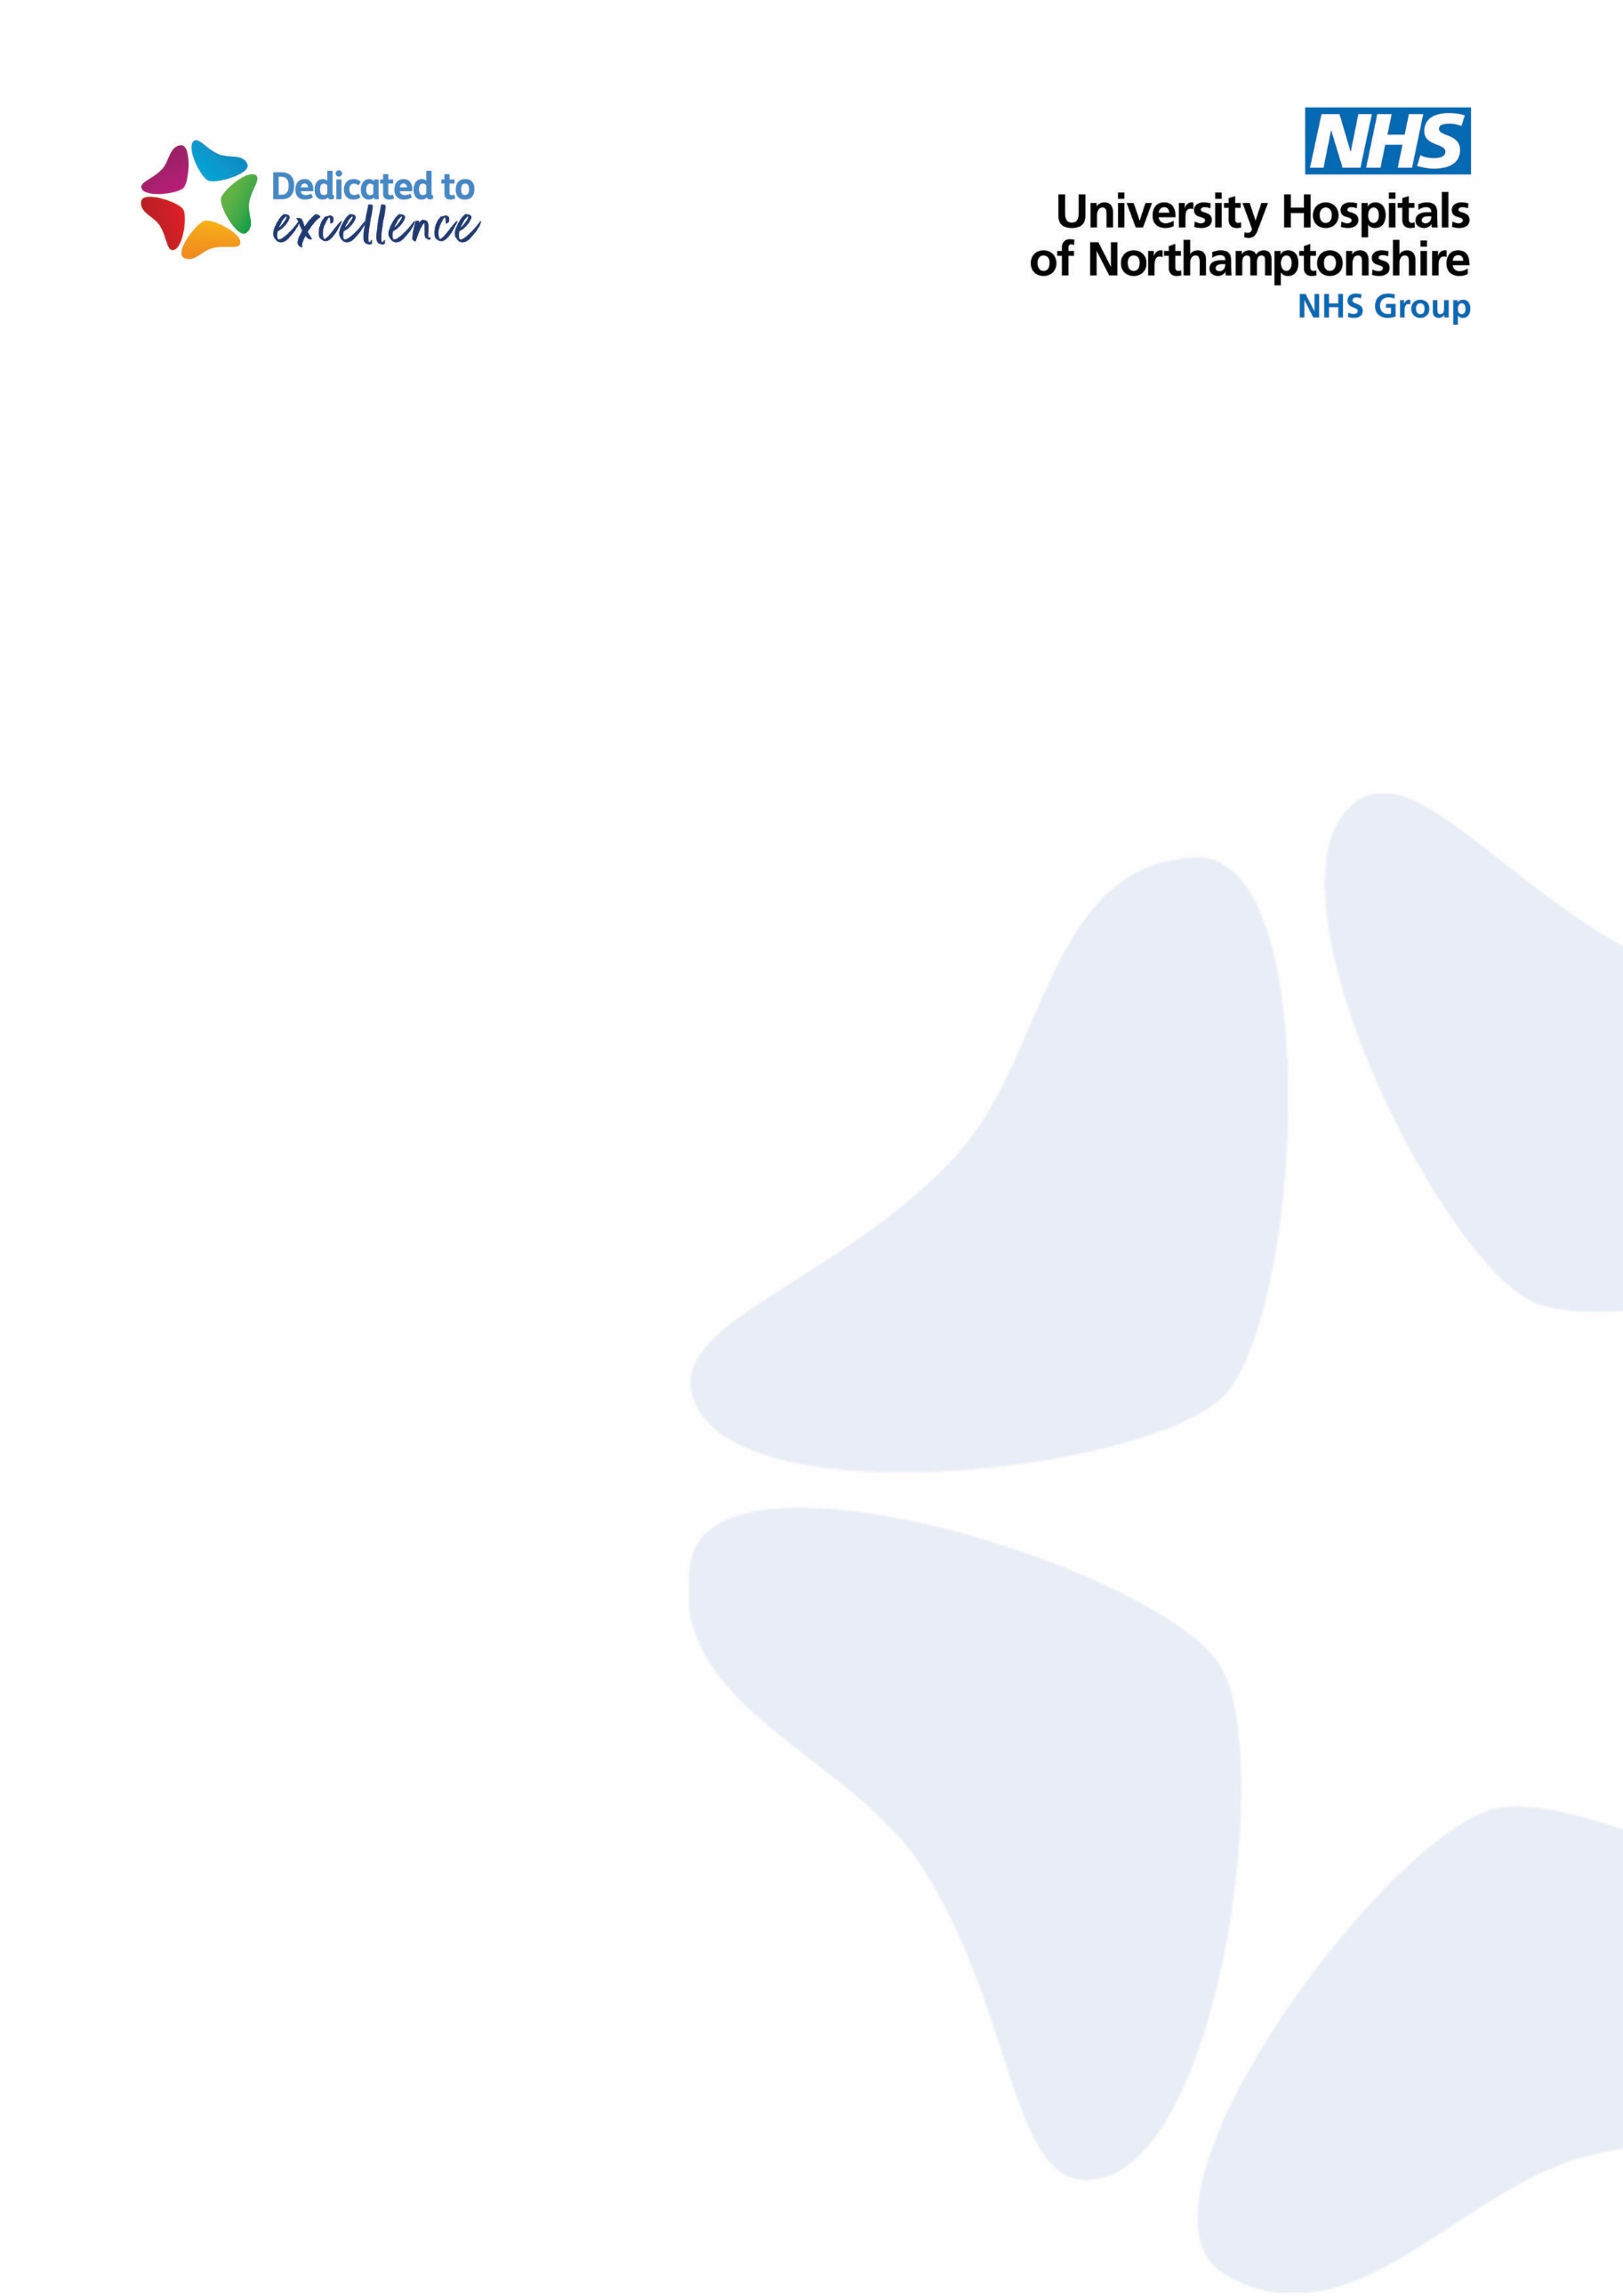 Dedicated to
excellence
NHS
University Hospitals
of Northamptonshire
NHS Group